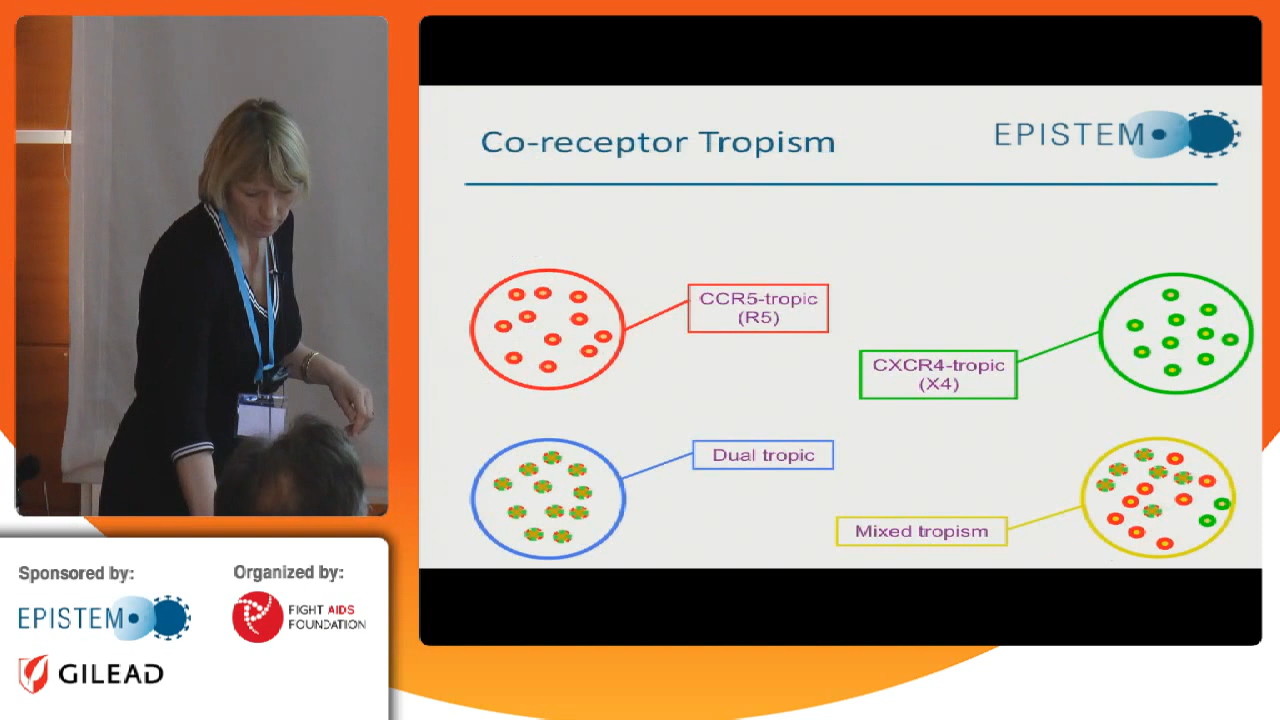 Co-receptor Tropism
EPISTEM
CCR5-tropic
(R5)
CXCR4-tropic
(X4)
Dual tropic
Mixed tropism
Sponsored by:
EPISTEM
GILEAD
Organized by:
FIGHT AIDS
FOUNDATION